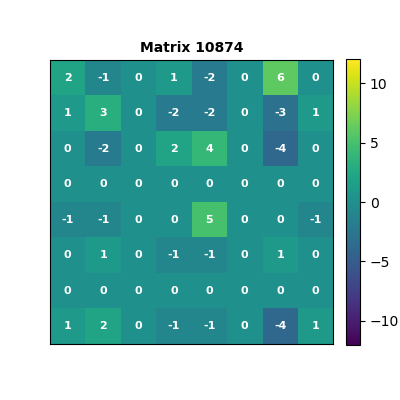 Matrix 10874
2 -1 0 1 -2 0 6 0
1 3 0 -2 -2 0 -3 1
0 -2 0 2 4 0 -4 0
0 0 0 0 0 0 0 0
-1 -1 0 0 5 0 0 -1
0 1 0 -1 -1 0 1 0
0 0 0 0 0 0 0 0
1 2 0 -1 -1 0 -4 1
10
5
0
−5
−10